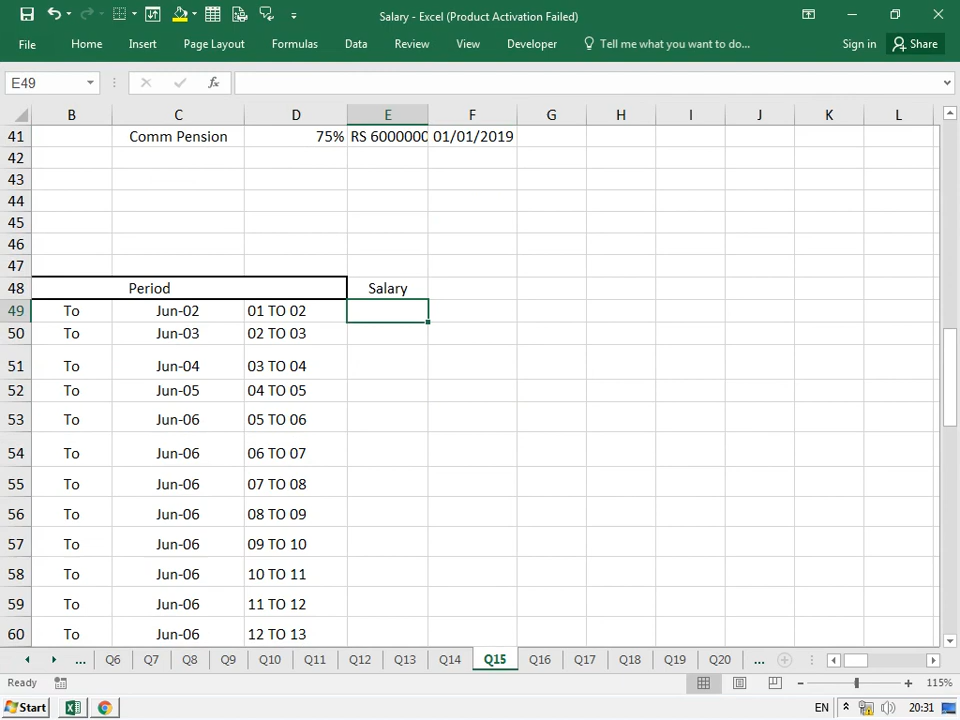 Salary - Excel (Product Activation Failed)
File Home Insert Page Layout Formulas Data Review View Developer Tell me what you want to do... Sign in Share
E49 fx
B C D E F G H I J K L
41 Comm Pension 75% RS 6000000 01/01/2019
42
43
44
45
46
47
48 Period Salary
49 To Jun-02 01 TO 02
50 To Jun-03 02 TO 03
51 To Jun-04 03 TO 04
52 To Jun-05 04 TO 05
53 To Jun-06 05 TO 06
54 To Jun-06 06 TO 07
55 To Jun-06 07 TO 08
56 To Jun-06 08 TO 09
57 To Jun-06 09 TO 10
58 To Jun-06 10 TO 11
59 To Jun-06 11 TO 12
60 To Jun-06 12 TO 13
... Q6 Q7 Q8 Q9 Q10 Q11 Q12 Q13 Q14 Q15 Q16 Q17 Q18 Q19 Q20 ...
Ready 115%
Start EN 20:31